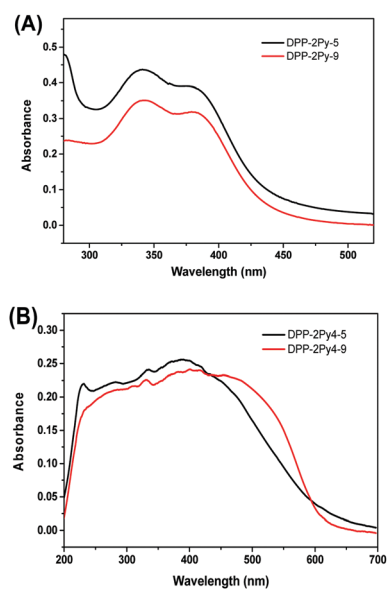 (A)
DPP-2Py-5
DPP-2Py-9
Absorbance
0.5
0.4
0.3
0.2
0.1
0.0
300 350 400 450 500
Wavelength (nm)
(B)
DPP-2Py4-5
DPP-2Py4-9
Absorbance
0.30
0.25
0.20
0.15
0.10
0.05
0.00
200 300 400 500 600 700
Wavelength (nm)